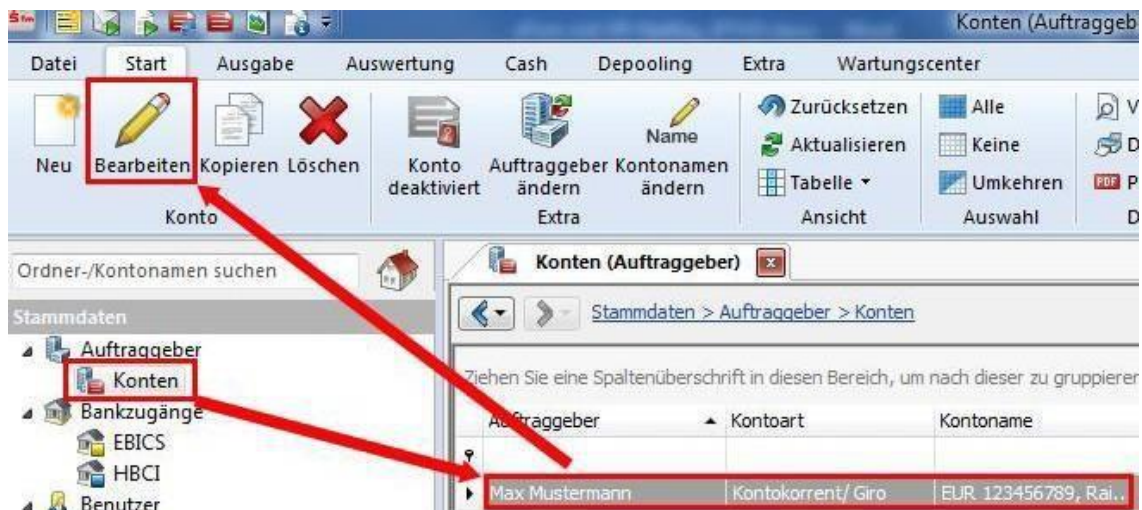 Konten (Auftraggeb
Datei Start Ausgabe Auswertung Cash Depooling Extra Wartungscenter
Neu Bearbeiten Kopieren Löschen
Konto deaktiviert
Auftraggeber ändern
Name
Kontonamen ändern
Zurücksetzen
Aktualisieren
Tabelle
Alle
Keine
Umkehren
V
D
PDF P
Konto Extra Ansicht Auswahl D
Ordner-/Kontonamen suchen
Konten (Auftraggeber)
Stammdaten
Stammdaten > Auftraggeber > Konten
Auftraggeber
Konten
Bankzugänge
EBICS
HBCI
Benutzer
Ziehen Sie eine Spaltenüberschrift in diesen Bereich, um nach dieser zu gruppieren
Auftraggeber Kontoart Kontoname
Max Mustermann Kontokorrent/ Giro EUR 123456789, Rai..